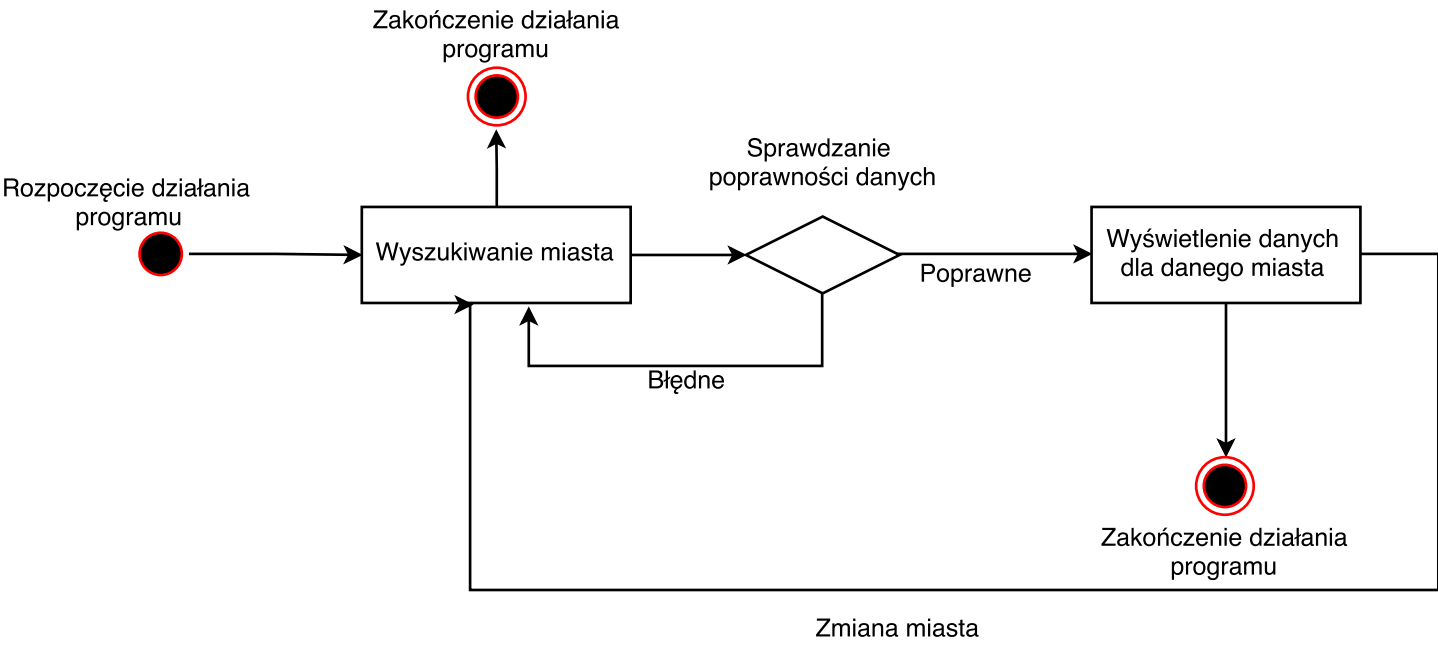 Zakończenie działania
programu
Sprawdzanie
poprawności danych
Rozpoczęcie działania
programu
Wyszukiwanie miasta
Poprawne
Wyświetlenie danych
dla danego miasta
Błędne
Zakończenie działania
programu
Zmiana miasta